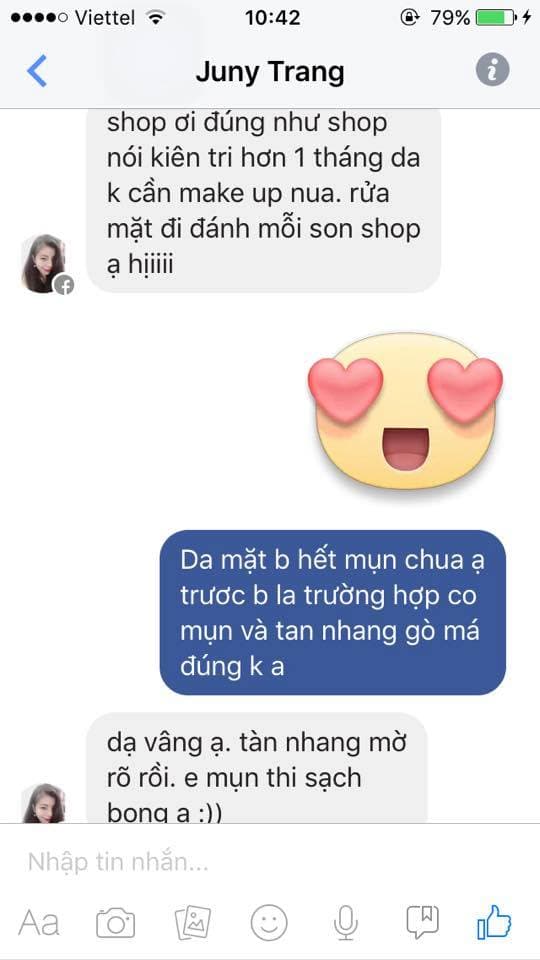 Viettel 10:42 79%
Juny Trang
shop ơi đúng như shop
nói kiên tri hơn 1 tháng da
k cần make up nua. rửa
mặt đi đánh mỗi son shop
ạ hịiiii
Da mặt b hết mụn chua ạ
trươc b la trường hợp co
mụn và tan nhang gò má
đúng k a
dạ vâng ạ. tàn nhang mờ
rõ rồi. e mụn thi sạch
bong a :))
Nhập tin nhắn...
Aa